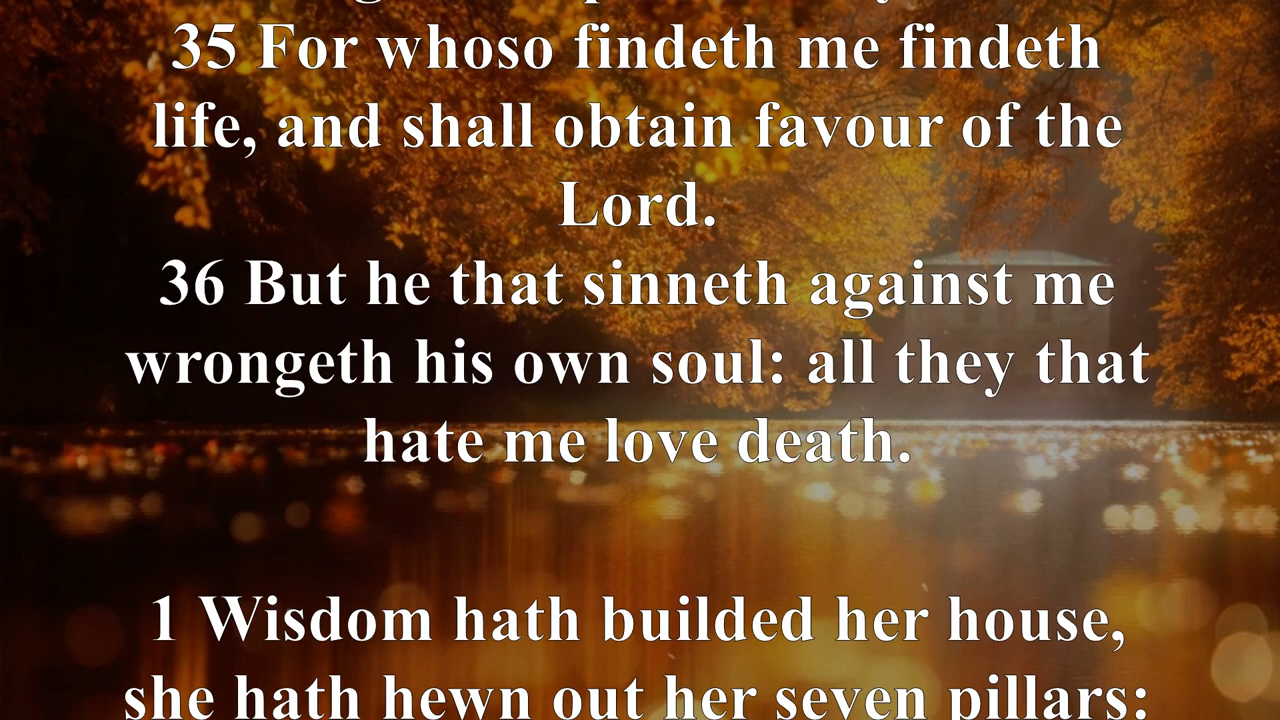 35 For whoso findeth me findeth
life, and shall obtain favour of the
Lord.
36 But he that sinneth against me
wrongeth his own soul: all they that
hate me love death.
1 Wisdom hath builded her house,
she hath hewn out her seven pillars: